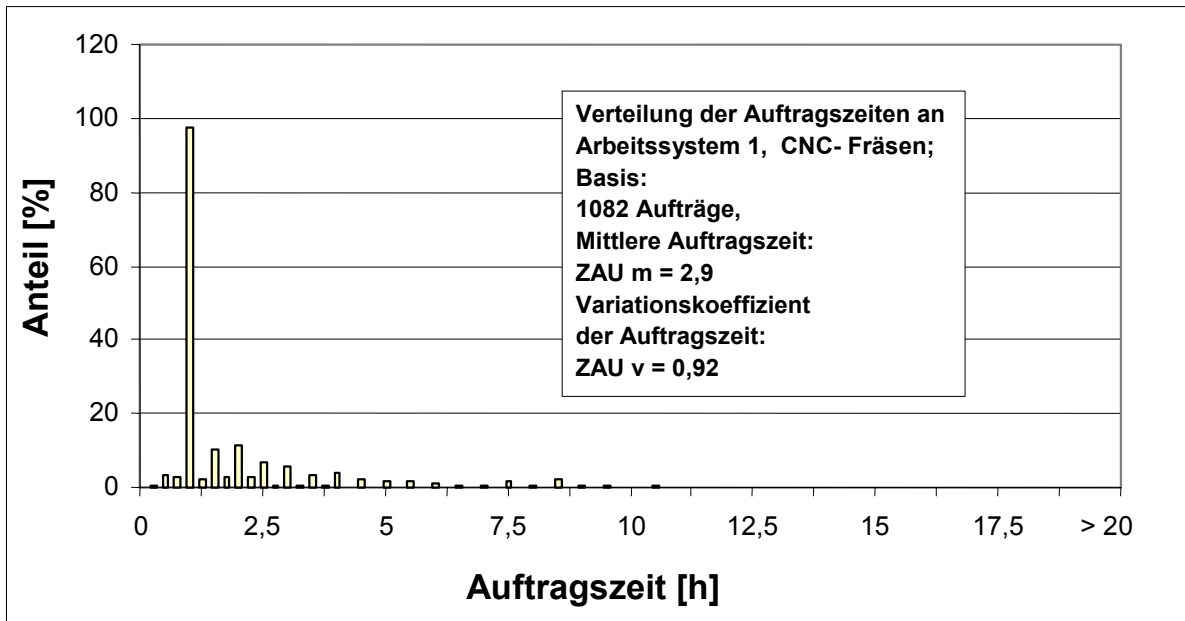 120
100
80
60
40
20
0
Anteil [%]
Verteilung der Auftragszeiten an
Arbeitssystem 1, CNC- Fräsen;
Basis:
1082 Aufträge,
Mittlere Auftragszeit:
ZAU m = 2,9
Variationskoeffizient
der Auftragszeit:
ZAU v = 0,92
0 2,5 5 7,5 10 12,5 15 17,5 > 20
Auftragszeit [h]